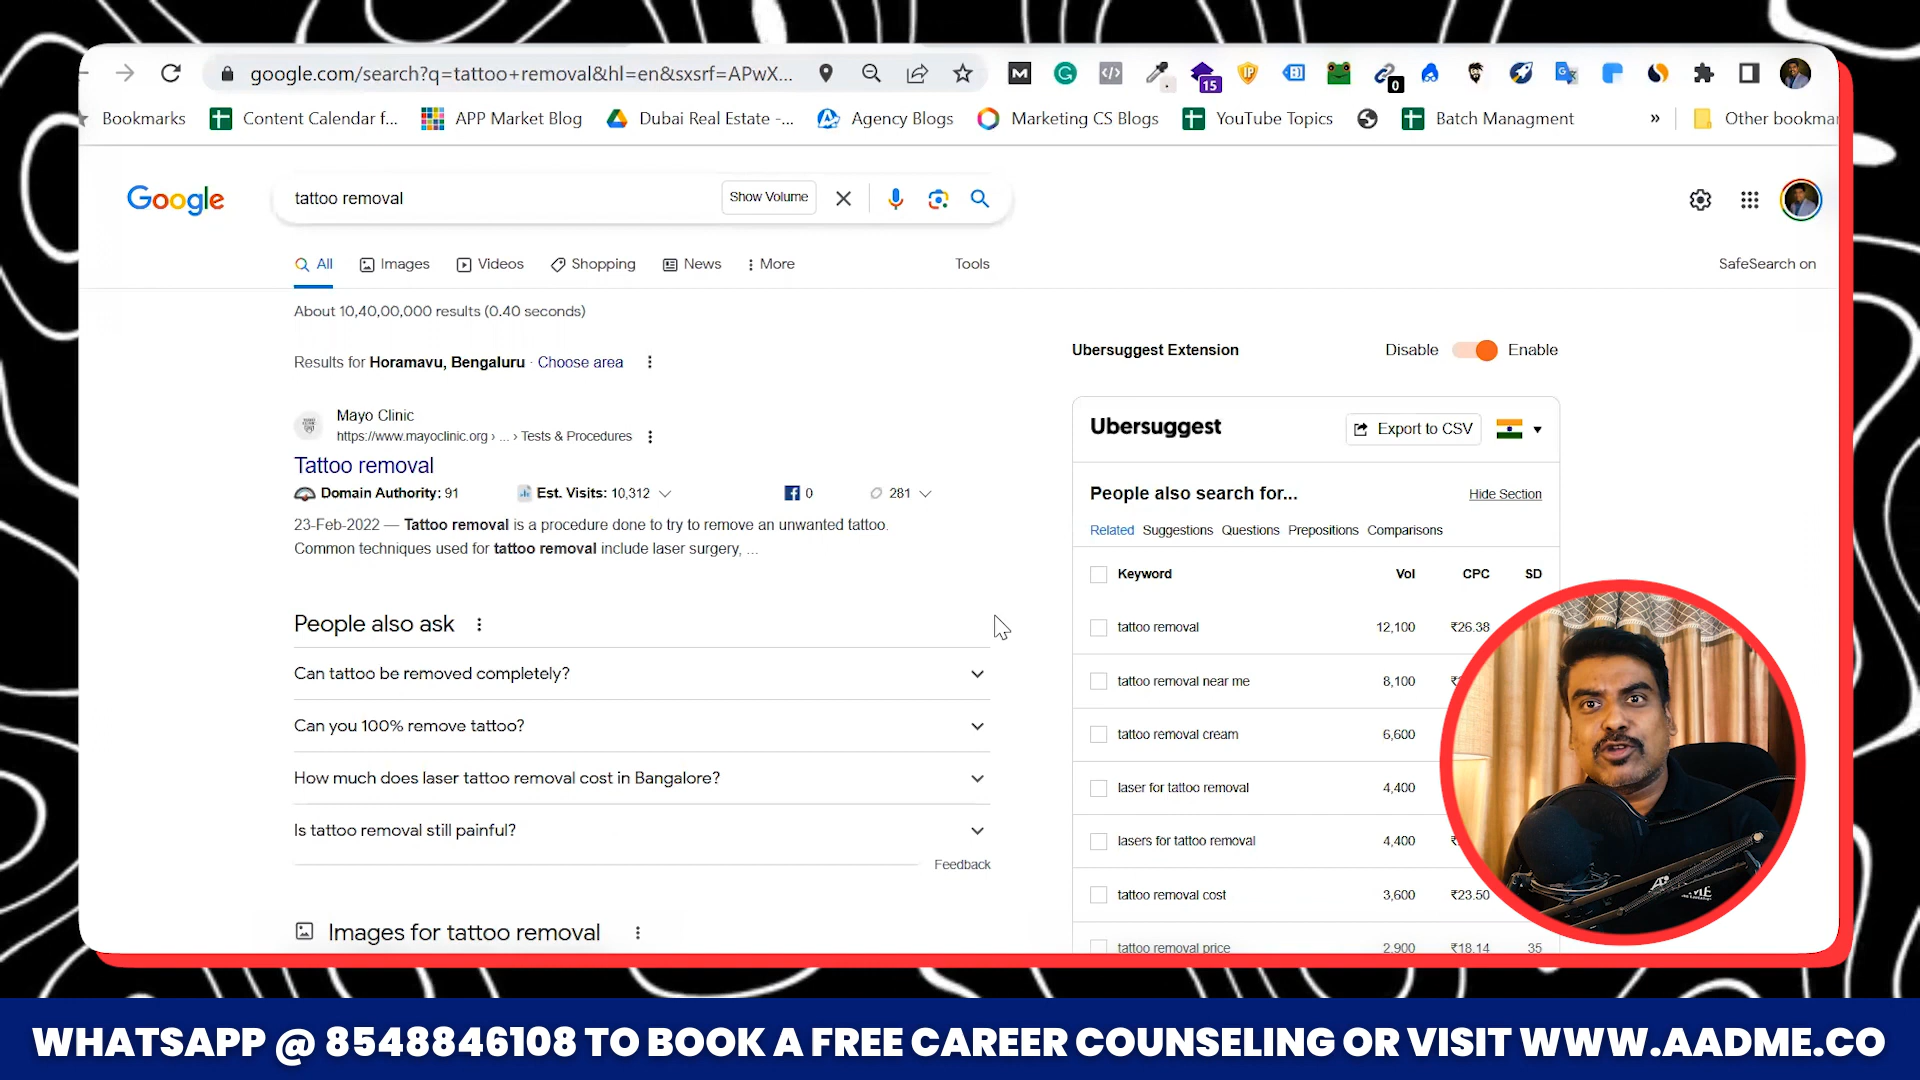 google.com/search?q=tattoo+removal&hl=en&sxsrf=APwX...
15
0
Bookmarks
Content Calendar f...
APP Market Blog
Dubai Real Estate -...
Agency Blogs
Marketing CS Blogs
YouTube Topics
Batch Managment
»
Other bookmar
Google
tattoo removal
Show Volume
All
Images
Videos
Shopping
News
More
Tools
SafeSearch on
About 10,40,00,000 results (0.40 seconds)
Results for Horamavu, Bengaluru · Choose area
Mayo Clinic
https://www.mayoclinic.org › ... › Tests & Procedures
Tattoo removal
Domain Authority: 91
Est. Visits: 10,312
0
281
23-Feb-2022 — Tattoo removal is a procedure done to try to remove an unwanted tattoo.
Common techniques used for tattoo removal include laser surgery, ...
People also ask
Can tattoo be removed completely?
Can you 100% remove tattoo?
How much does laser tattoo removal cost in Bangalore?
Is tattoo removal still painful?
Feedback
Images for tattoo removal
Ubersuggest Extension
Disable
Enable
Ubersuggest
Export to CSV
People also search for...
Hide Section
Related Suggestions Questions Prepositions Comparisons
Keyword Vol CPC SD
tattoo removal 12,100 ₹26.38
tattoo removal near me 8,100
tattoo removal cream 6,600
laser for tattoo removal 4,400
lasers for tattoo removal 4,400
tattoo removal cost 3,600 ₹23.50
tattoo removal price 2,900 ₹18.14 35
WHATSAPP @ 8548846108 TO BOOK A FREE CAREER COUNSELING OR VISIT WWW.AADME.CO